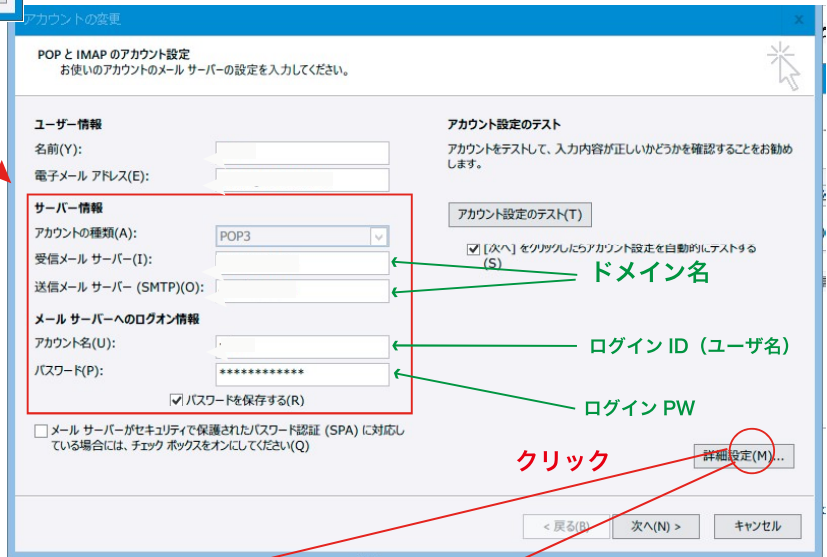 アカウントの変更
POP と IMAP のアカウント設定
お使いのアカウントのメール サーバーの設定を入力してください。
ユーザー情報
名前(Y):
電子メール アドレス(E):
サーバー情報
アカウントの種類(A):
POP3
受信メール サーバー(I):
送信メール サーバー (SMTP)(O):
メール サーバーへのログオン情報
アカウント名(U):
パスワード(P):
************
パスワードを保存する(R)
メール サーバーがセキュリティで保護されたパスワード認証 (SPA) に対応し
ている場合には、チェック ボックスをオンにしてください(Q)
アカウント設定のテスト
アカウントをテストして、入力内容が正しいかどうかを確認することをお勧め
します。
アカウント設定のテスト(T)
[次へ] をクリックしたらアカウント設定を自動的にテストする
(S)
ドメイン名
ログイン ID（ユーザ名）
ログイン PW
クリック
詳細設定(M)...
< 戻る(B)
次へ(N) >
キャンセル